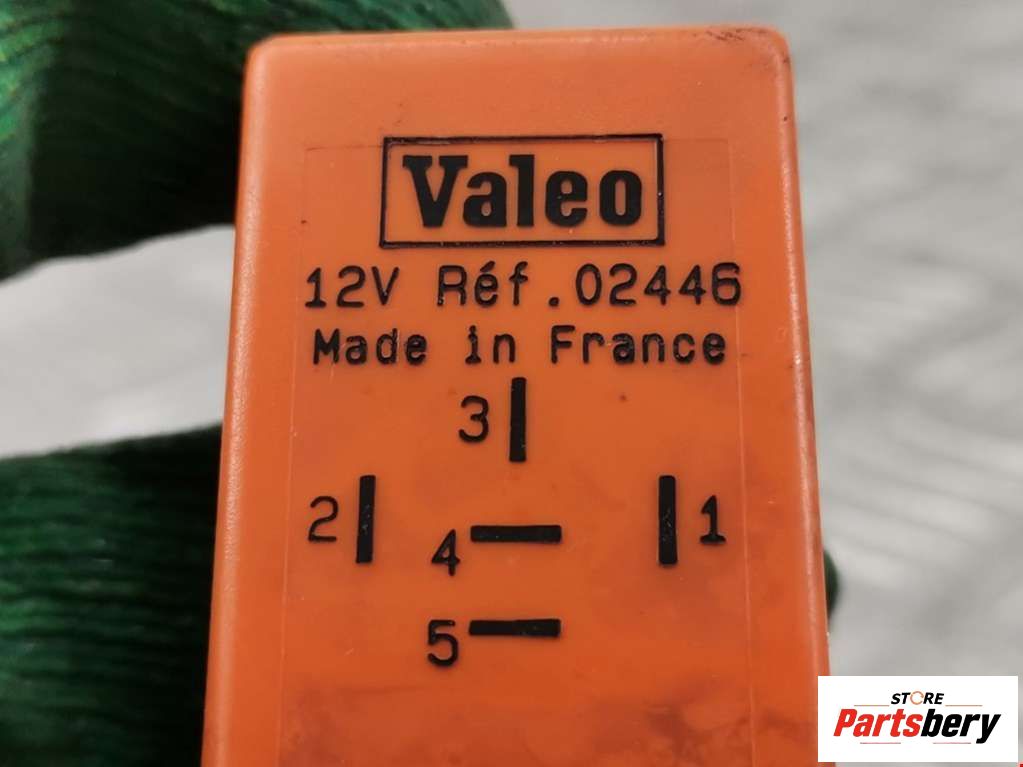 Valeo
12V Réf.02446
Made in France
3
2
1
4
5
STORE
Partsbery